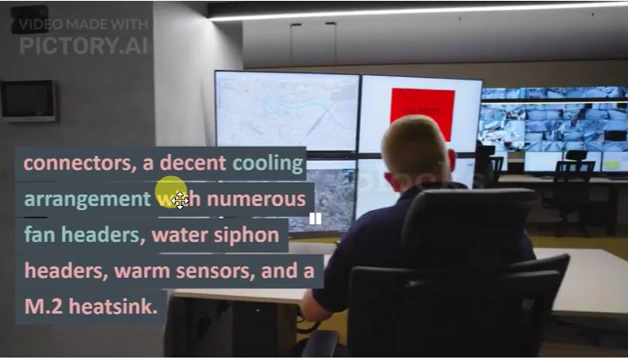 VIDEO MADE WITH
PICTORY.AI
connectors, a decent cooling
arrangement with numerous
fan headers, water siphon
headers, warm sensors, and a
M.2 heatsink.